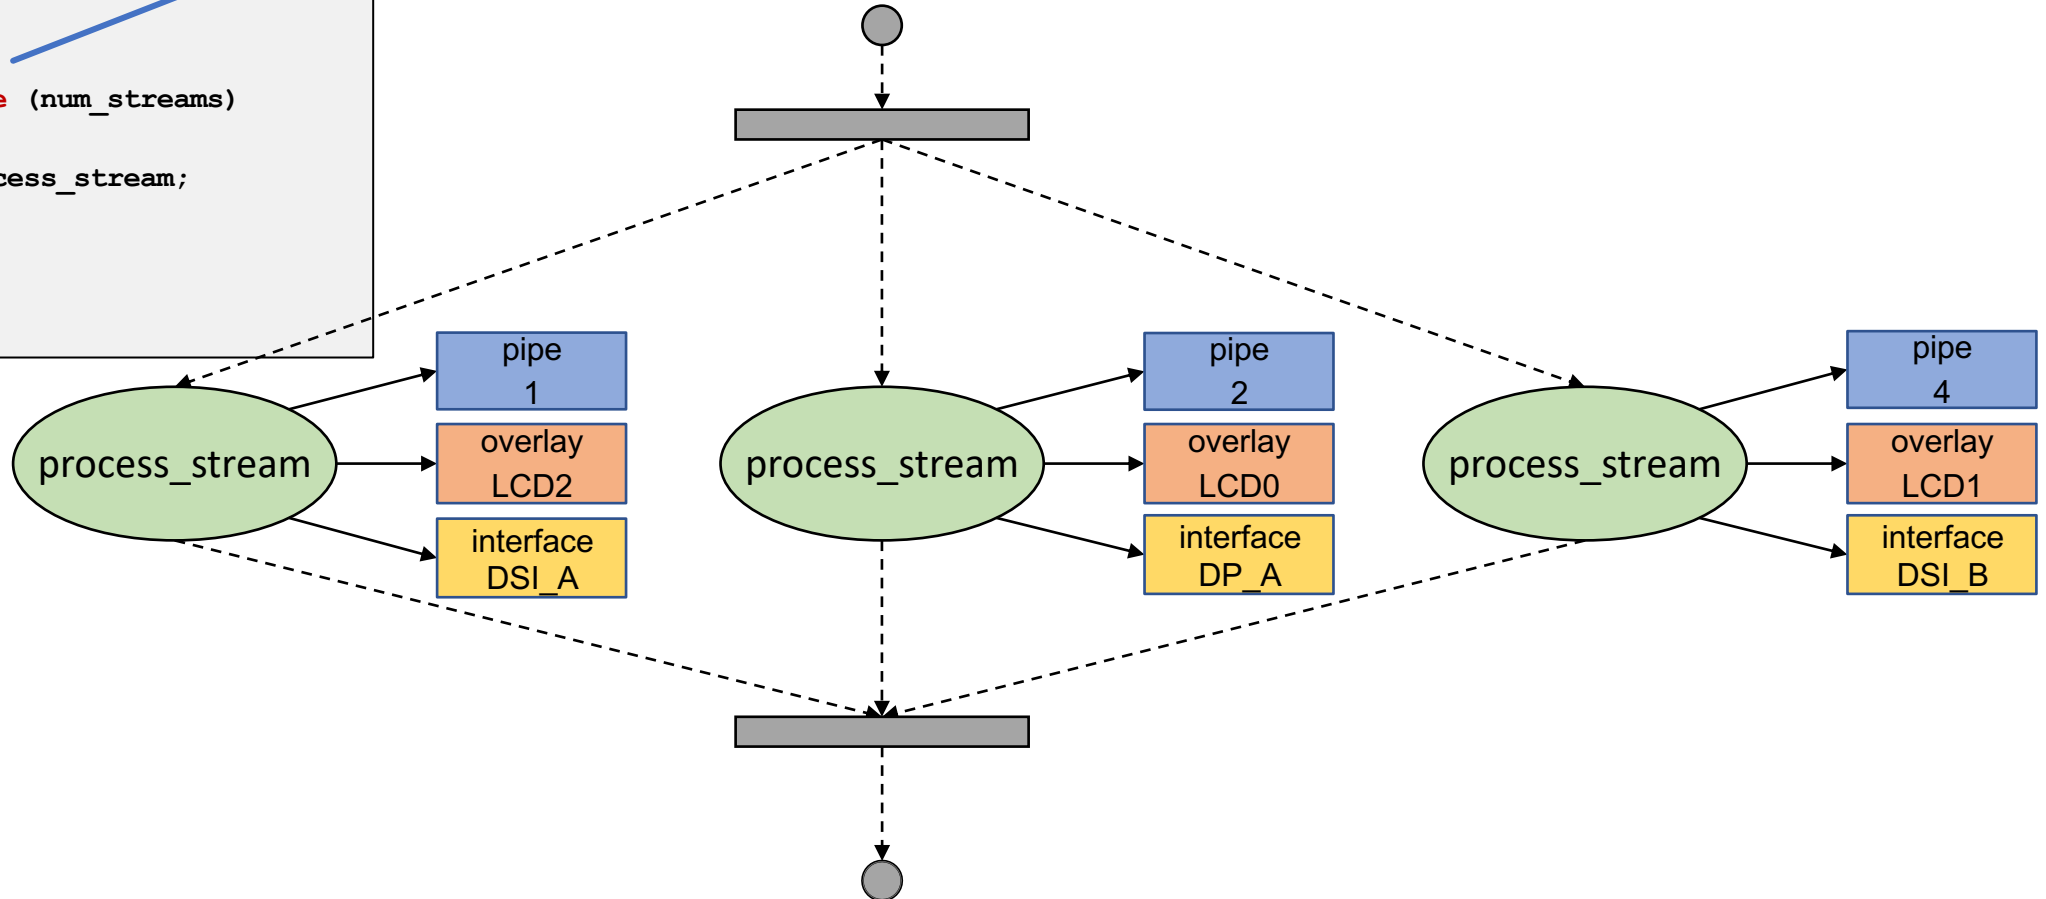 e (num_streams)
cess_stream;
process_stream
pipe
1
overlay
LCD2
interface
DSI_A
process_stream
pipe
2
overlay
LCD0
interface
DP_A
process_stream
pipe
4
overlay
LCD1
interface
DSI_B